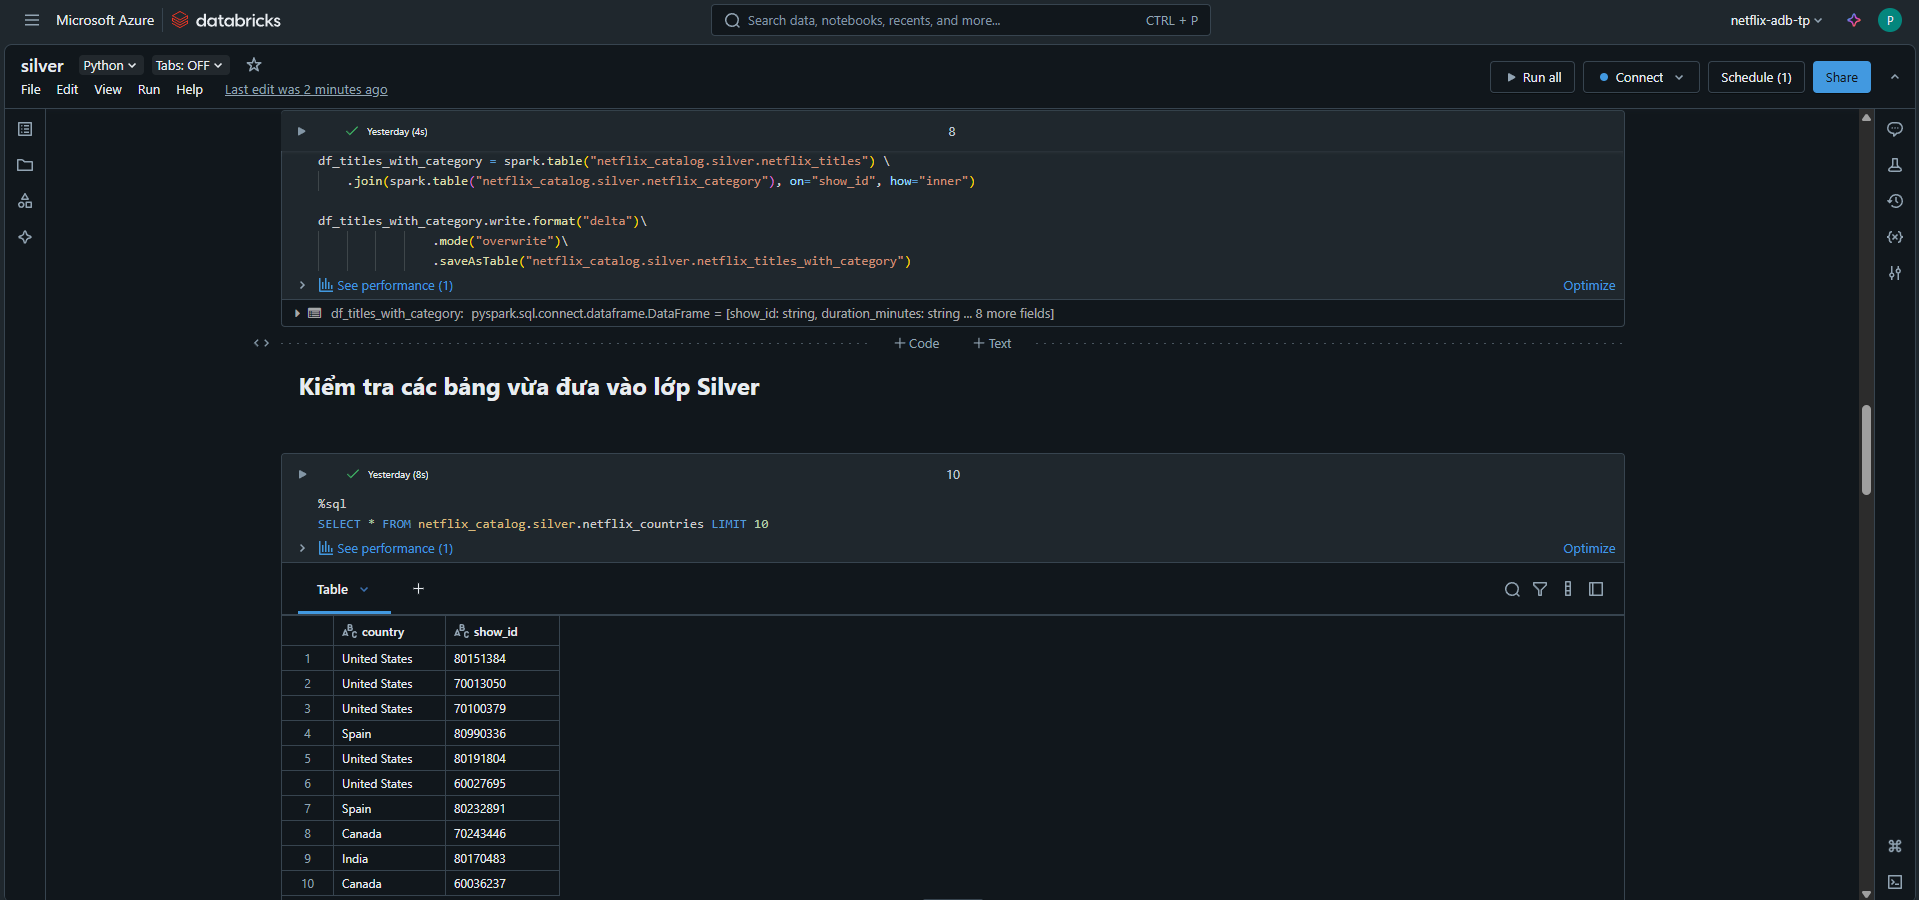 Microsoft Azure
databricks
Search data, notebooks, recents, and more...
CTRL + P
netflix-adb-tp
P
silver
Python
Tabs: OFF
File
Edit
View
Run
Help
Last edit was 2 minutes ago
Run all
Connect
Schedule (1)
Share
Yesterday (4s)
8
df_titles_with_category = spark.table("netflix_catalog.silver.netflix_titles") \
.join(spark.table("netflix_catalog.silver.netflix_category"), on="show_id", how="inner")
df_titles_with_category.write.format("delta")\
.mode("overwrite")\
.saveAsTable("netflix_catalog.silver.netflix_titles_with_category")
See performance (1)
Optimize
df_titles_with_category: pyspark.sql.connect.dataframe.DataFrame = [show_id: string, duration_minutes: string ... 8 more fields]
+ Code
+ Text
Kiểm tra các bảng vừa đưa vào lớp Silver
Yesterday (8s)
10
%sql
SELECT * FROM netflix_catalog.silver.netflix_countries LIMIT 10
See performance (1)
Optimize
Table
+
country show_id
1 United States 80151384
2 United States 70013050
3 United States 70100379
4 Spain 80990336
5 United States 80191804
6 United States 60027695
7 Spain 80232891
8 Canada 70243446
9 India 80170483
10 Canada 60036237